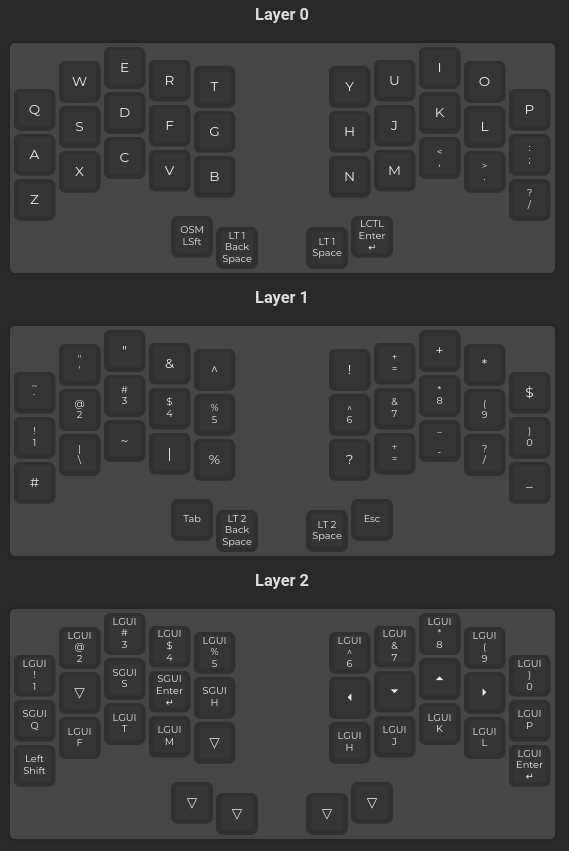 Layer 0
Q W E R T Y U I O P
A S D F G H J K L : ;
Z X C V B N M < , > . ? /
OSM LSft
LT 1 Back Space
LT 1 Space
LCTL Enter ↵
Layer 1
~ ` " ' " & ^ ! + = + * $
! 1 @ 2 # 3 $ 4 % 5 ^ 6 & 7 * 8 ( 9 ) 0
# | \ ~ | % ? + = _ - ? / _
Tab
LT 2 Back Space
LT 2 Space
Esc
Layer 2
LGUI ! 1 LGUI @ 2 LGUI # 3 LGUI $ 4 LGUI % 5 LGUI ^ 6 LGUI & 7 LGUI * 8 LGUI ( 9 LGUI ) 0
SGUI Q ▽ SGUI S SGUI Enter ↵ SGUI H ◂ ▾ ▴ ▸ LGUI P
Left Shift LGUI F LGUI T LGUI M ▽ LGUI H LGUI J LGUI K LGUI L LGUI Enter ↵
▽ ▽ ▽ ▽